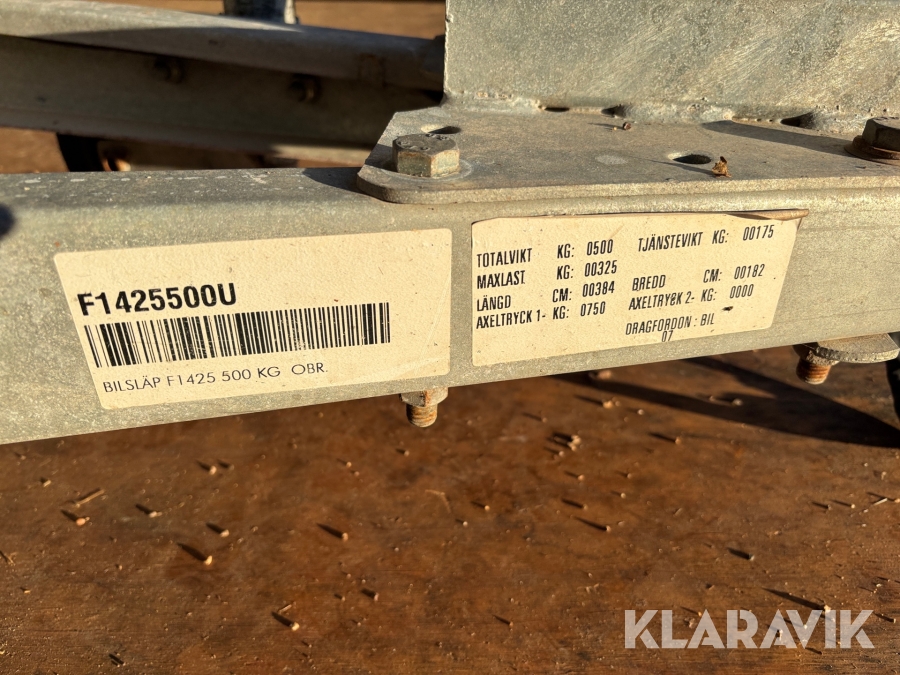 F1425500U
BILSLÄP F1425 500 KG OBR.
TOTALVIKT KG: 0500 TJÄNSTEVIKT KG: 00175
MAXLAST KG: 00325
LÄNGD CM: 00384 BREDD CM: 00182
AXELTRYCK 1- KG: 0750 AXELTRYCK 2- KG: 0000
DRAGFORDON : BIL
07
KLARAVIK